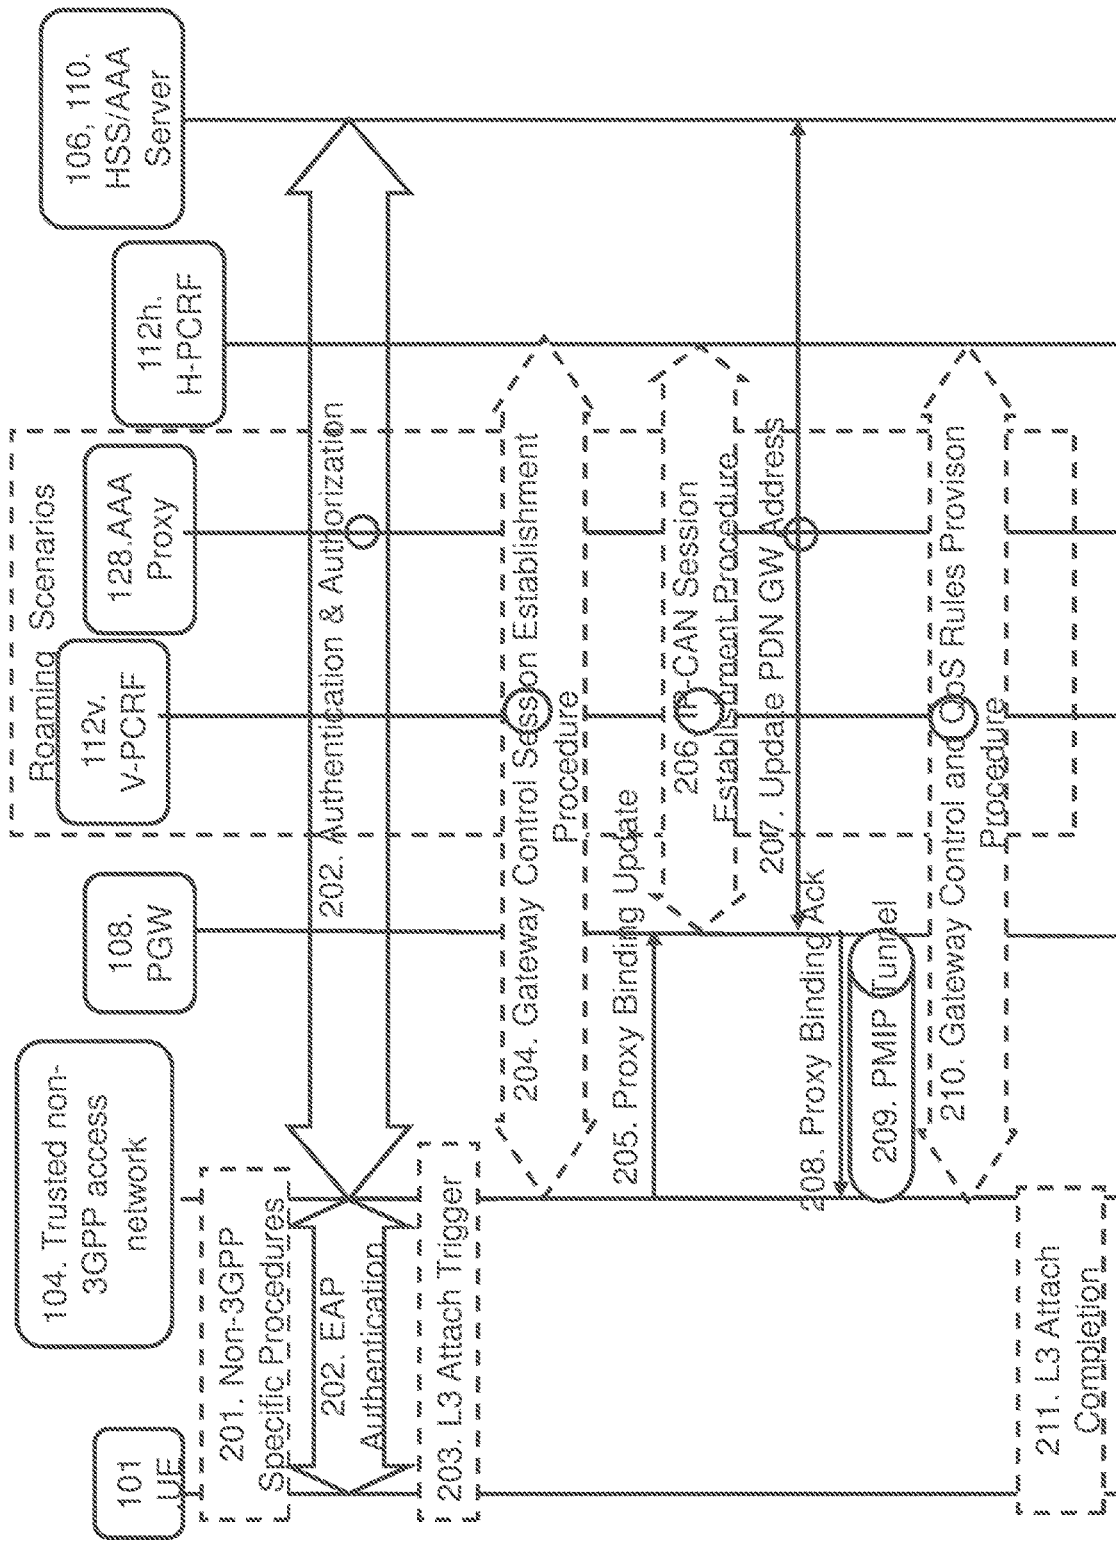 101
UE
104. Trusted non-
3GPP access
network
108.
PGW
Roaming Scenarios
112v.
V-PCRF
128.AAA
Proxy
112h.
H-PCRF
106, 110.
HSS/AAA
Server
201. Non-3GPP
Specific Procedures
202. EAP
Authentication
202. Authentication & Authorization
203. L3 Attach Trigger
204. Gateway Control Session Establishment
Procedure
205. Proxy Binding Update
206 IP-CAN Session
Establishment Procedure
207. Update PDN GW Address
208. Proxy Binding Ack
209. PMIP Tunnel
210. Gateway Control and QoS Rules Provison
Procedure
211. L3 Attach
Completion